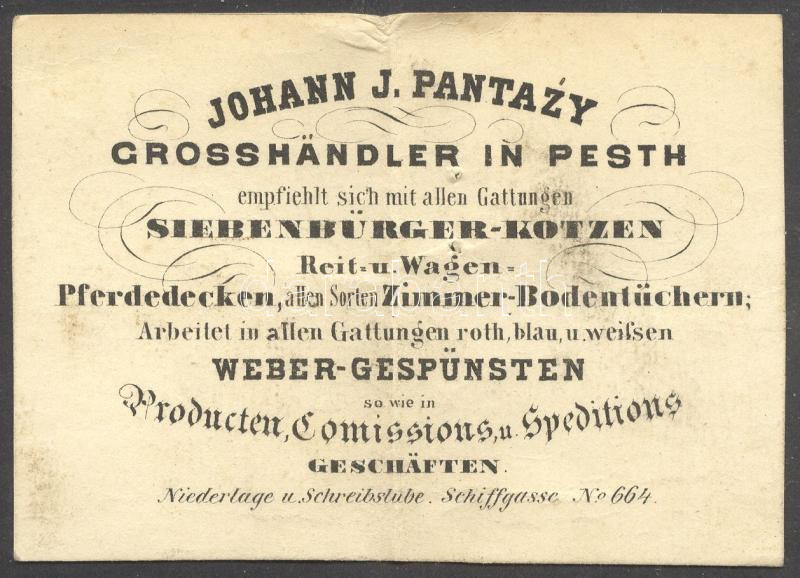 JOHANN J. PANTAŹY
GROSSHÄNDLER IN PESTH
empfiehlt sich mit allen Gattungen
SIEBENBÜRGER-KOTZEN
Reit- u. Wagen-
Pferdedecken, allen Sorten Zimmer-Bodentüchern;
Arbeitet in allen Gattungen roth, blau, u. weißen
WEBER-GESPÜNSTEN
so wie in
Producten, Comissions, u. Speditions
GESCHÄFTEN.
Niederlage u. Schreibstube. Schiffgasse No 664.